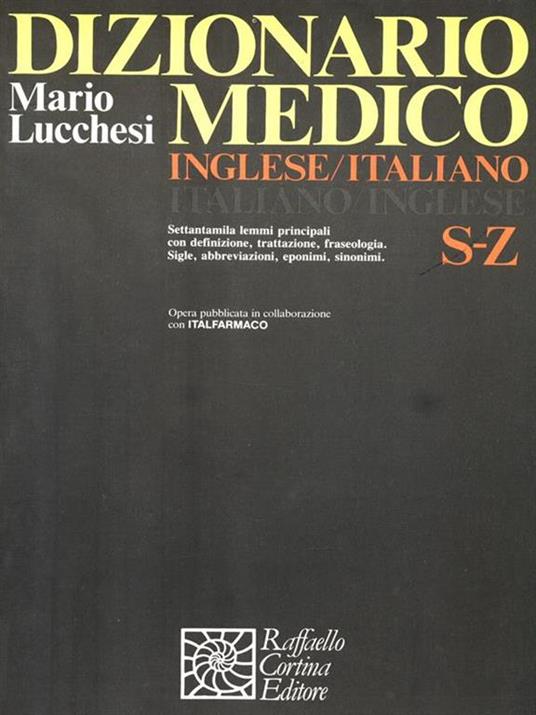 DIZIONARIO
Mario
Lucchesi
MEDICO
INGLESE/ITALIANO
ITALIANO/INGLESE
Settantamila lemmi principali
con definizione, trattazione, fraseologia.
Sigle, abbreviazioni, eponimi, sinonimi.
S-Z
Opera pubblicata in collaborazione
con ITALFARMACO
Raffaello
Cortina
Editore